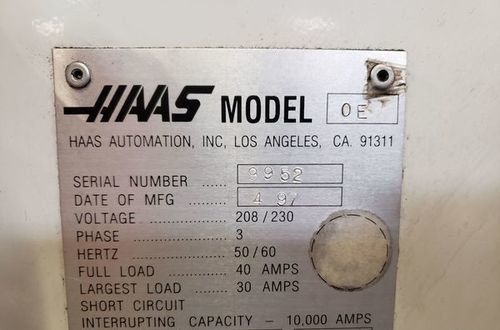 HAAS MODEL 0E
HAAS AUTOMATION, INC, LOS ANGELES, CA. 91311
SERIAL NUMBER ...... 9952
DATE OF MFG ........... 4 97
VOLTAGE ................... 208/230
PHASE ........................ 3
HERTZ ........................ 50/60
FULL LOAD ............... 40 AMPS
LARGEST LOAD ....... 30 AMPS
SHORT CIRCUIT
INTERRUPTING CAPACITY – 10,000 AMPS